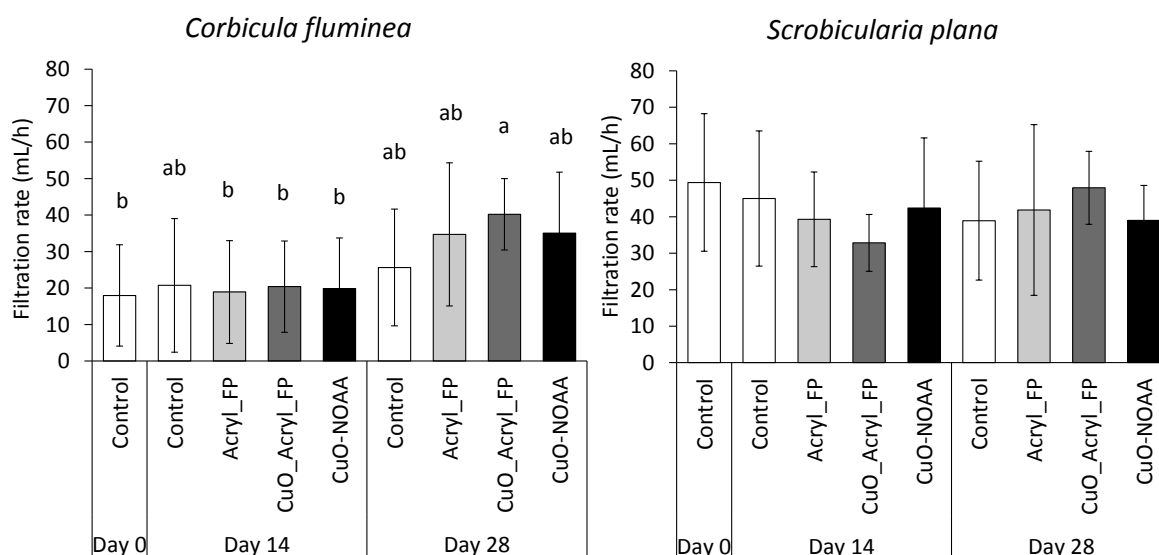 Corbicula fluminea
Filtration rate (mL/h)
80
70
60
50
40
30
20
10
0
b
ab
b
b
b
ab
ab
a
ab
Control
Control
Acryl_FP
CuO_Acryl_FP
CuO-NOAA
Control
Acryl_FP
CuO_Acryl_FP
CuO-NOAA
Day 0
Day 14
Day 28
Scrobicularia plana
Filtration rate (mL/h)
80
70
60
50
40
30
20
10
0
Control
Control
Acryl_FP
CuO_Acryl_FP
CuO-NOAA
Control
Acryl_FP
CuO_Acryl_FP
CuO-NOAA
Day 0
Day 14
Day 28